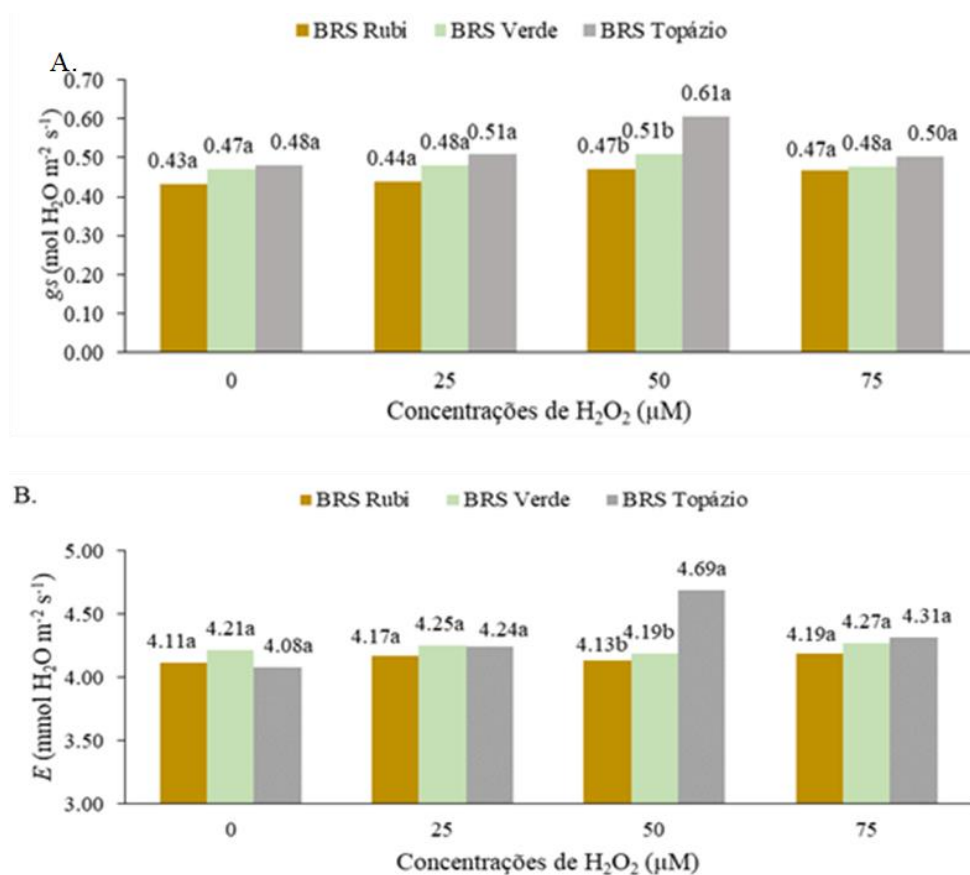 BRS Rubi BRS Verde BRS Topázio
A.
0.70
0.60
0.50
0.40
0.30
0.20
0.10
0.00
gs (mol H₂O m⁻² s⁻¹)
0.43a 0.47a 0.48a
0.44a 0.48a 0.51a
0.47b 0.51b 0.61a
0.47a 0.48a 0.50a
0 25 50 75
Concentrações de H₂O₂ (µM)
B.
BRS Rubi BRS Verde BRS Topázio
5.00
4.50
4.00
3.50
3.00
E (mmol H₂O m⁻² s⁻¹)
4.11a 4.21a 4.08a
4.17a 4.25a 4.24a
4.13b 4.19b 4.69a
4.19a 4.27a 4.31a
0 25 50 75
Concentrações de H₂O₂ (µM)